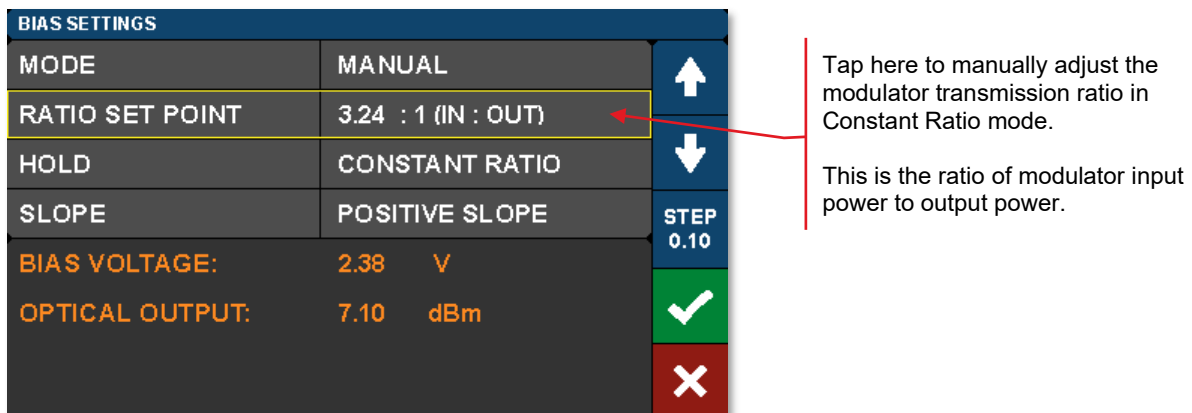 BIAS SETTINGS
MODE MANUAL
RATIO SET POINT 3.24 : 1 (IN : OUT)
HOLD CONSTANT RATIO
SLOPE POSITIVE SLOPE
STEP
0.10
BIAS VOLTAGE: 2.38 V
OPTICAL OUTPUT: 7.10 dBm
Tap here to manually adjust the
modulator transmission ratio in
Constant Ratio mode.
This is the ratio of modulator input
power to output power.